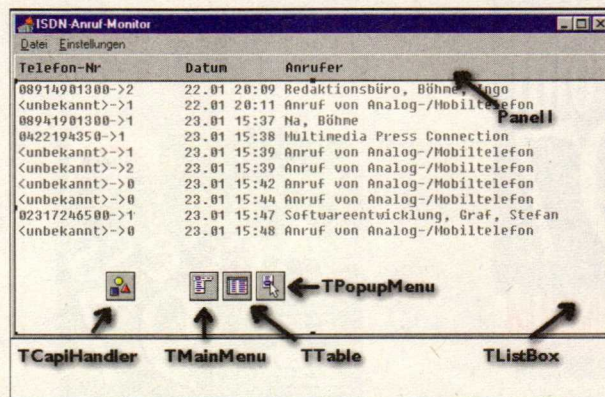 ISDN-Anruf-Monitor
Datei Einstellungen
Telefon-Nr Datum Anrufer
08914901300->2 22.01 20:09 Redaktionsbüro, Böhme, Ingo
<unbekannt>->1 22.01 20:11 Anruf von Analog-/Mobiltelefon
Panel1
08941901300->1 23.01 15:37 Na, Böhme
0422194350->1 23.01 15:38 Multimedia Press Connection
<unbekannt>->1 23.01 15:39 Anruf von Analog-/Mobiltelefon
<unbekannt>->2 23.01 15:39 Anruf von Analog-/Mobiltelefon
<unbekannt>->0 23.01 15:42 Anruf von Analog-/Mobiltelefon
<unbekannt>->0 23.01 15:44 Anruf von Analog-/Mobiltelefon
02317246500->1 23.01 15:47 Softwareentwicklung, Graf, Stefan
<unbekannt>->0 23.01 15:48 Anruf von Analog-/Mobiltelefon
TPopupMenu
TCapiHandler TMainMenu TTable TListBox